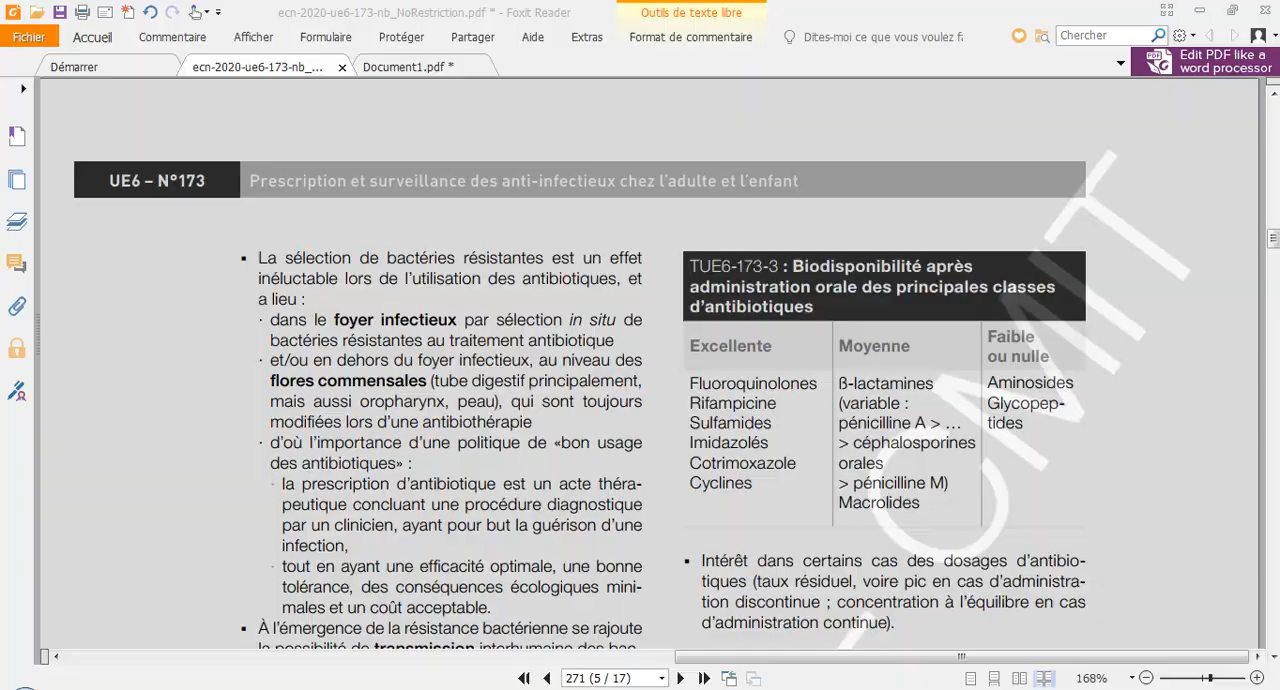 ecn-2020-ue6-173-nb_NoRestriction.pdf * - Foxit Reader
Outils de texte libre
Fichier
Accueil
Commentaire
Afficher
Formulaire
Protéger
Partager
Aide
Extras
Format de commentaire
Dites-moi ce que vous voulez fa
Chercher
Démarrer
ecn-2020-ue6-173-nb_...
Document1.pdf *
Edit PDF like a
word processor
UE6 – N°173
Prescription et surveillance des anti-infectieux chez l’adulte et l’enfant
▪ La sélection de bactéries résistantes est un effet
inéluctable lors de l’utilisation des antibiotiques, et
a lieu :
· dans le foyer infectieux par sélection in situ de
bactéries résistantes au traitement antibiotique
· et/ou en dehors du foyer infectieux, au niveau des
flores commensales (tube digestif principalement,
mais aussi oropharynx, peau), qui sont toujours
modifiées lors d’une antibiothérapie
· d’où l’importance d’une politique de «bon usage
des antibiotiques» :
· la prescription d’antibiotique est un acte théra-
peutique concluant une procédure diagnostique
par un clinicien, ayant pour but la guérison d’une
infection,
· tout en ayant une efficacité optimale, une bonne
tolérance, des conséquences écologiques mini-
males et un coût acceptable.
▪ À l’émergence de la résistance bactérienne se rajoute
la possibilité de transmission interhumaine des bac-
TUE6-173-3 : Biodisponibilité après
administration orale des principales classes
d’antibiotiques
Excellente
Moyenne
Faible
ou nulle
Fluoroquinolones
Rifampicine
Sulfamides
Imidazolés
Cotrimoxazole
Cyclines
ß-lactamines
(variable :
pénicilline A > ...
> céphalosporines
orales
> pénicilline M)
Macrolides
Aminosides
Glycopep-
tides
▪ Intérêt dans certains cas des dosages d’antibio-
tiques (taux résiduel, voire pic en cas d’administra-
tion discontinue ; concentration à l’équilibre en cas
d’administration continue).
CMIT
271 (5 / 17)
168%